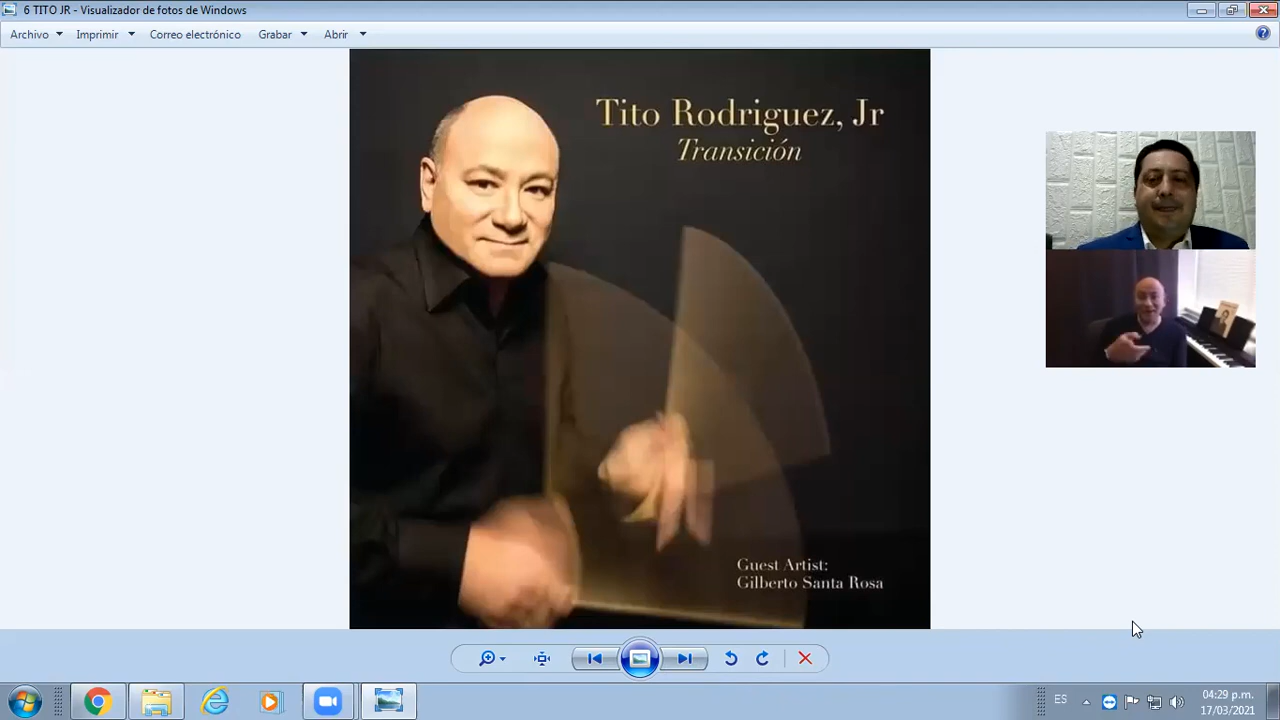 6 TITO JR - Visualizador de fotos de Windows
Archivo Imprimir Correo electrónico Grabar Abrir
Tito Rodriguez, Jr
Transición
Guest Artist:
Gilberto Santa Rosa
ES
04:29 p.m.
17/03/2021